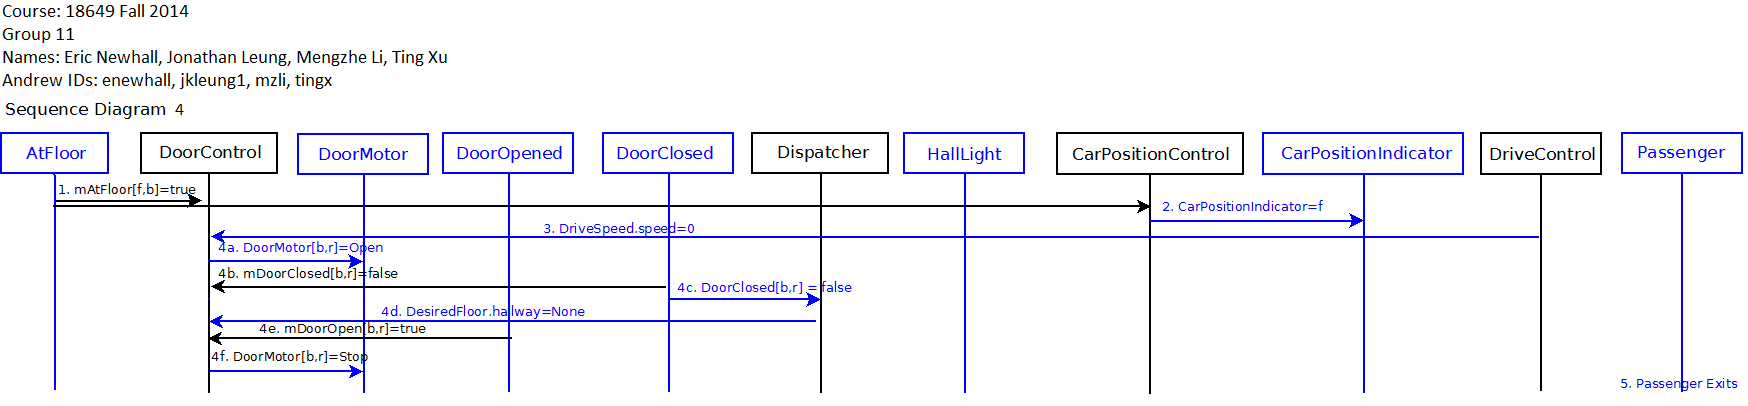 Course: 18649 Fall 2014
Group 11
Names: Eric Newhall, Jonathan Leung, Mengzhe Li, Ting Xu
Andrew IDs: enewhall, jkleung1, mzli, tingx
Sequence Diagram 4
AtFloor
DoorControl
DoorMotor
DoorOpened
DoorClosed
Dispatcher
HallLight
CarPositionControl
CarPositionIndicator
DriveControl
Passenger
1. mAtFloor[f,b]=true
2. CarPositionIndicator=f
3. DriveSpeed.speed=0
4a. DoorMotor[b,r]=Open
4b. mDoorClosed[b,r]=false
4c. DoorClosed[b,r] = false
4d. DesiredFloor.hallway=None
4e. mDoorOpen[b,r]=true
4f. DoorMotor[b,r]=Stop
5. Passenger Exits